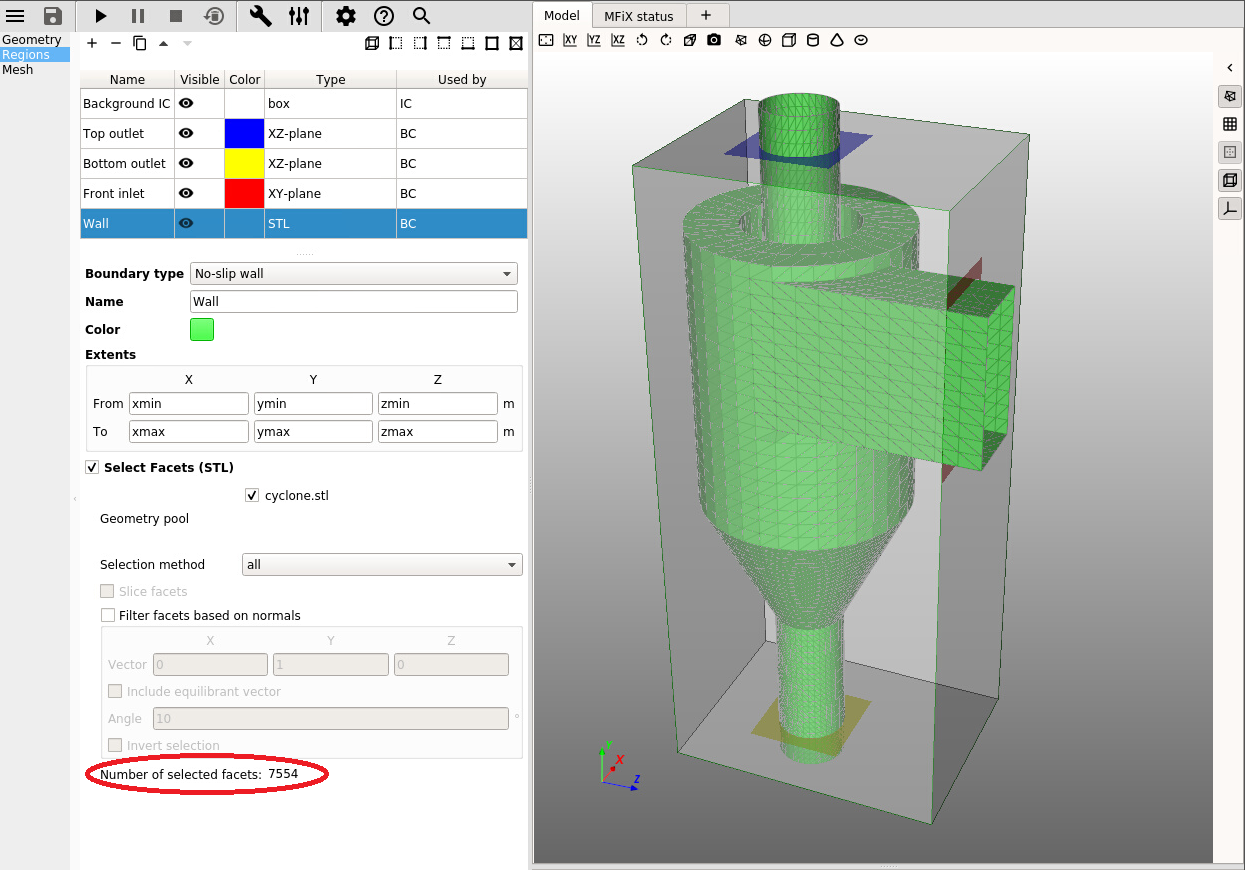 Model
MFiX status
Geometry
Regions
Mesh
XY
YZ
XZ
Name Visible Color Type Used by
Background IC box IC
Top outlet XZ-plane BC
Bottom outlet XZ-plane BC
Front inlet XY-plane BC
Wall STL BC
Boundary type No-slip wall
Name Wall
Color
Extents
X Y Z
From xmin ymin zmin m
To xmax ymax zmax m
Select Facets (STL)
cyclone.stl
Geometry pool
Selection method all
Slice facets
Filter facets based on normals
X Y Z
Vector 0 1 0
Include equilibrant vector
Angle 10 °
Invert selection
Number of selected facets: 7554
Y
X
Z